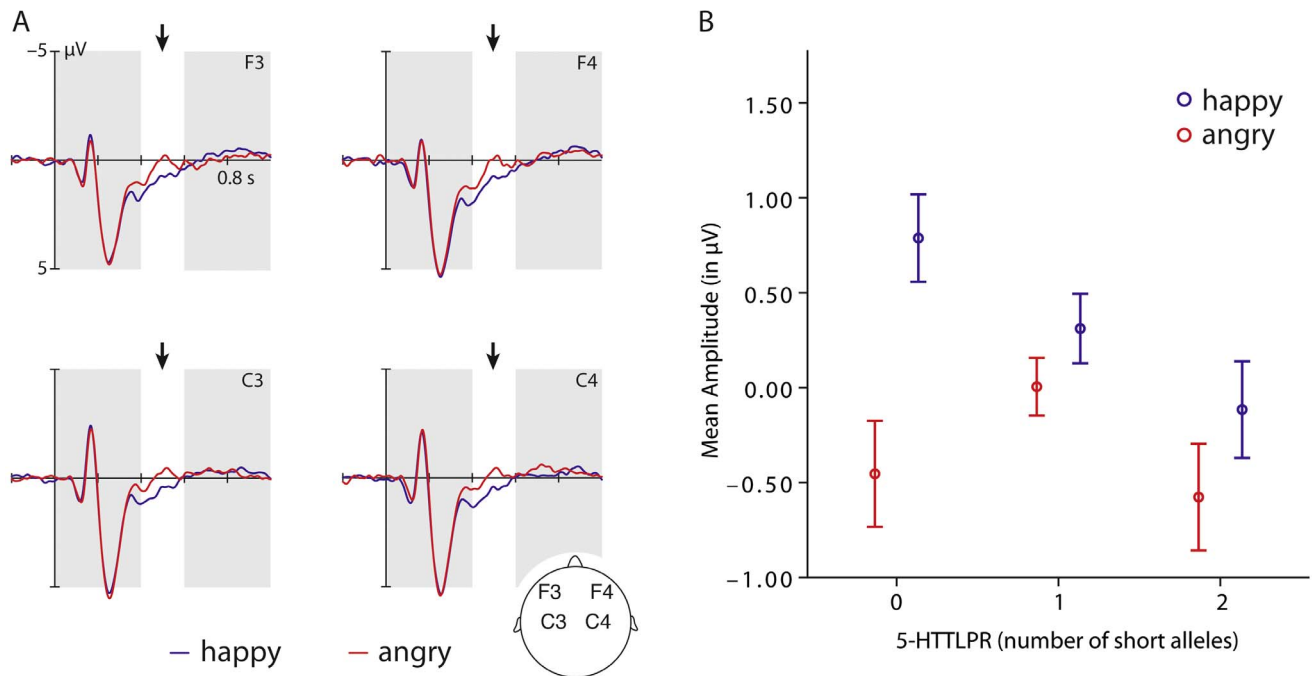 A
−5 µV
F3
0.8 s
5
F4
C3
C4
F3 F4
C3 C4
happy
angry
B
happy
angry
1.50
1.00
0.50
0.00
−0.50
−1.00
Mean Amplitude (in µV)
0 1 2
5-HTTLPR (number of short alleles)